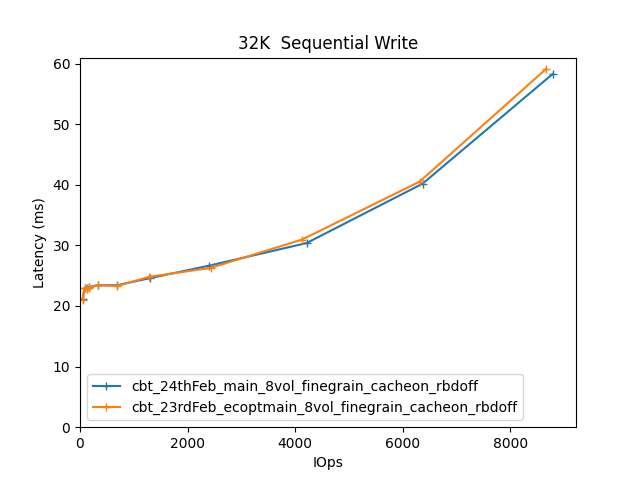 32K  Sequential Write
60
50
40
30
20
10
0
Latency (ms)
cbt_24thFeb_main_8vol_finegrain_cacheon_rbdoff
cbt_23rdFeb_ecoptmain_8vol_finegrain_cacheon_rbdoff
0 2000 4000 6000 8000
IOps